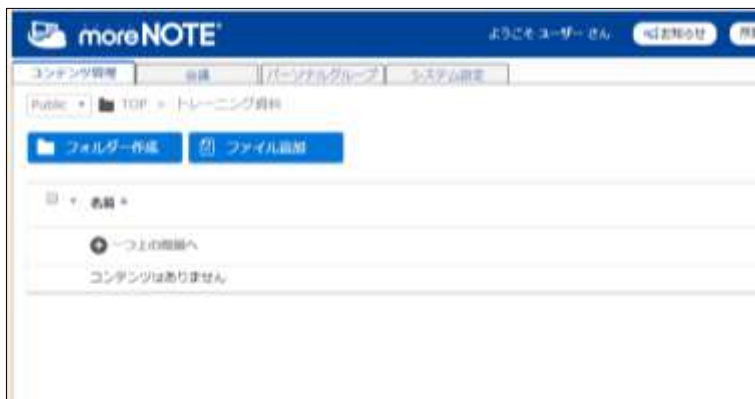 moreNOTE ようこそ ユーザー さん お知らせ
コンテンツ管理 会議 パーソナルグループ システム設定
Public TOP > トレーニング資料
フォルダー作成 ファイル追加
名前
一つ上の階層へ
コンテンツはありません